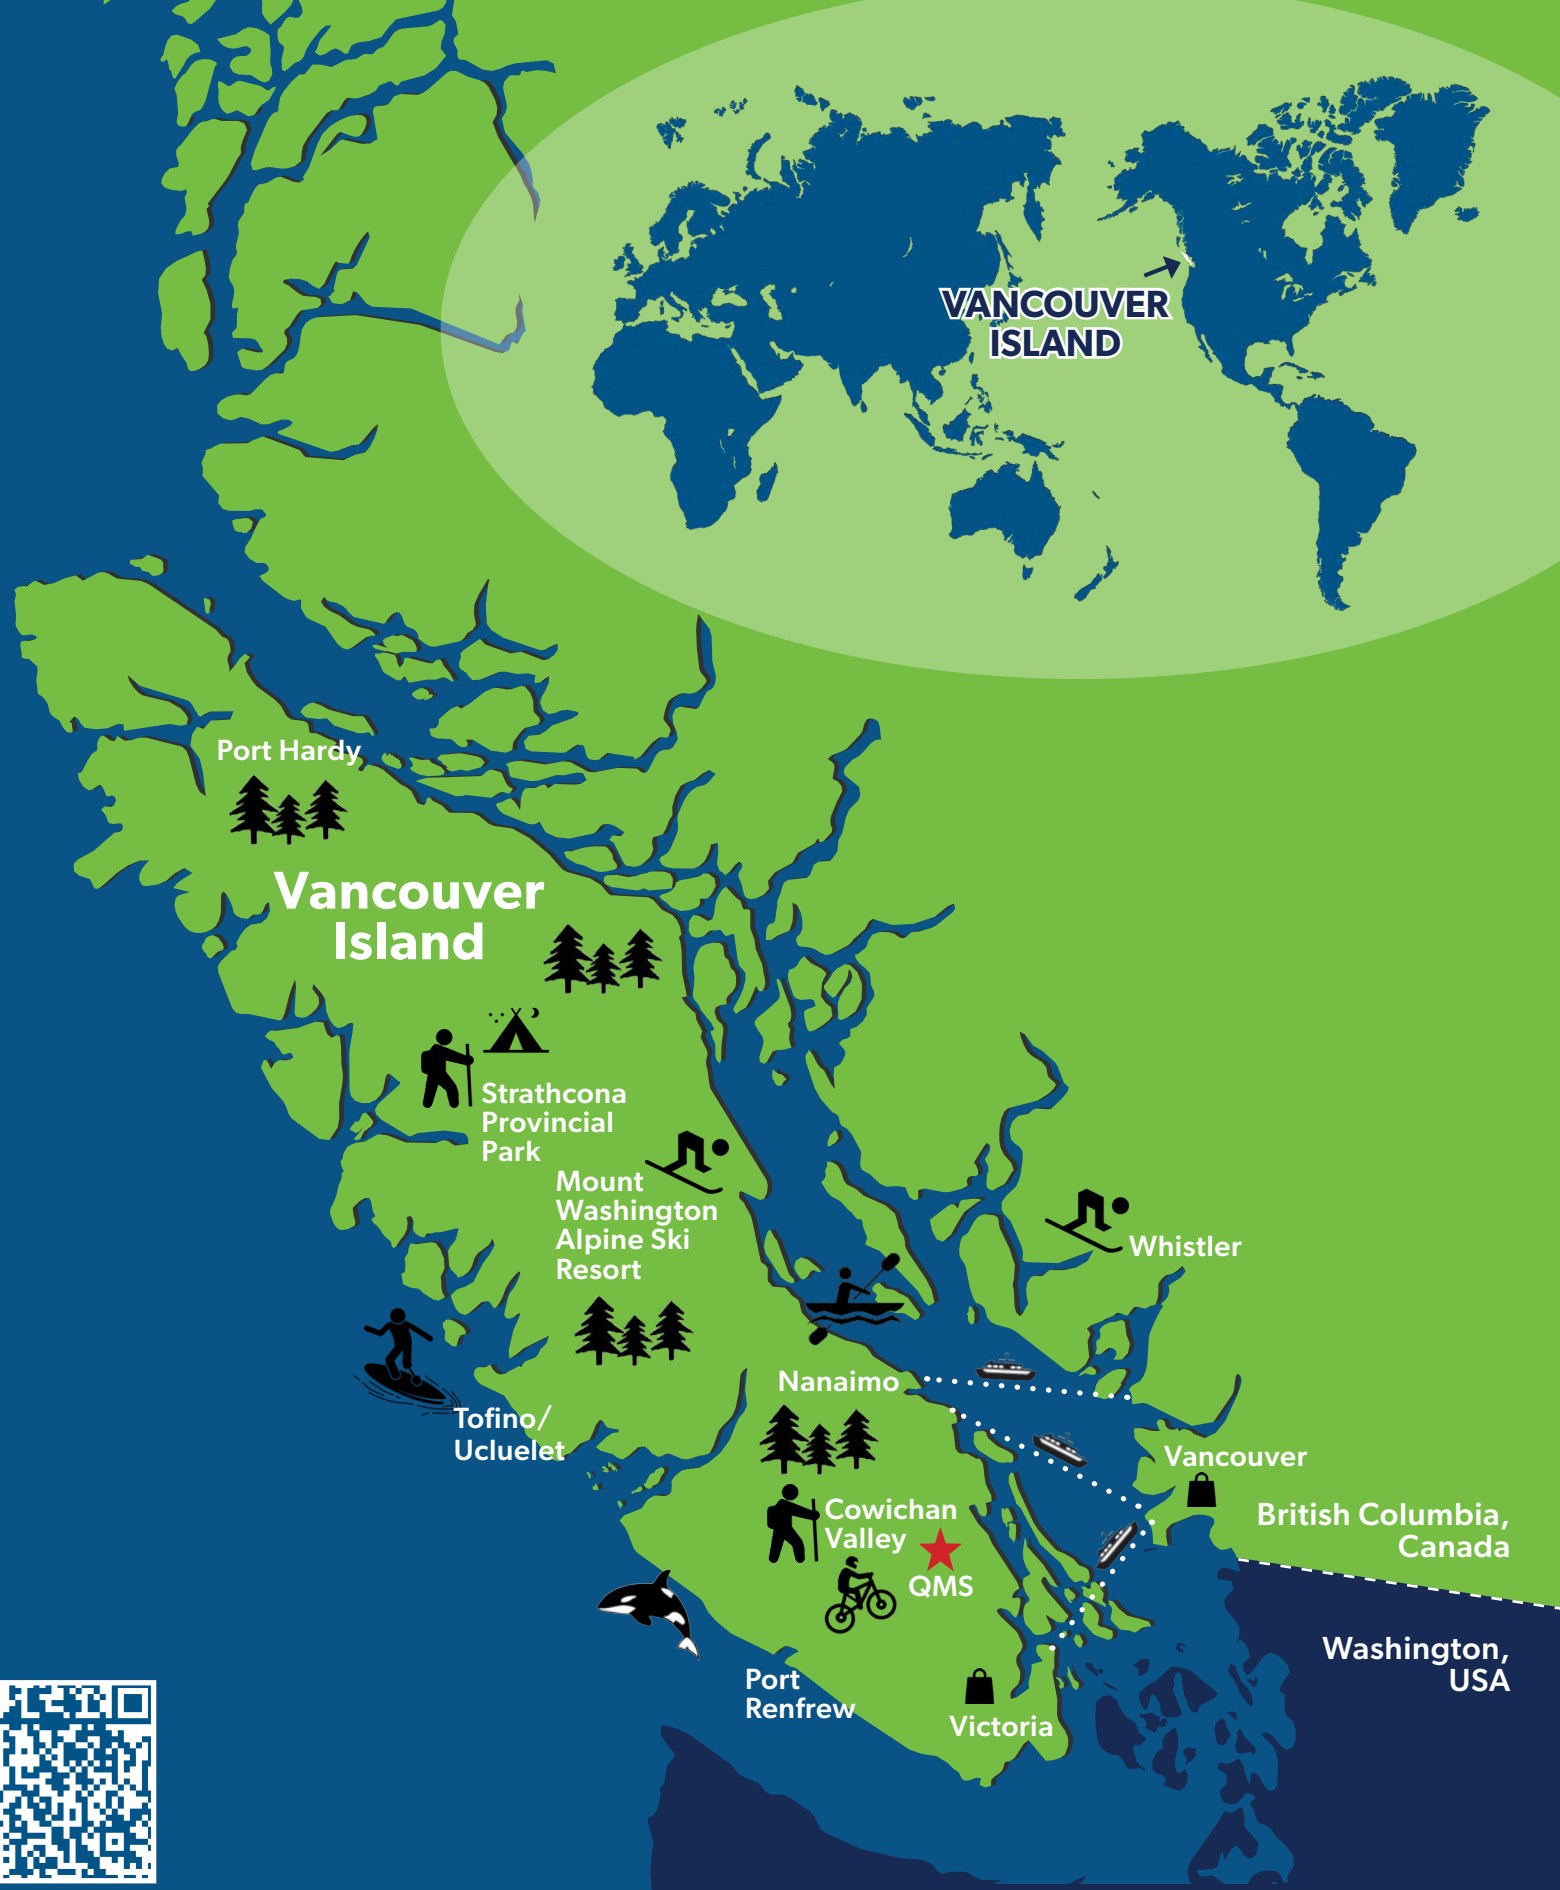 VANCOUVER
ISLAND
Port Hardy
Vancouver
Island
Strathcona
Provincial
Park
Mount
Washington
Alpine Ski
Resort
Whistler
Nanaimo
Tofino/
Ucluelet
Vancouver
Cowichan
Valley
QMS
British Columbia,
Canada
Washington,
USA
Port
Renfrew
Victoria